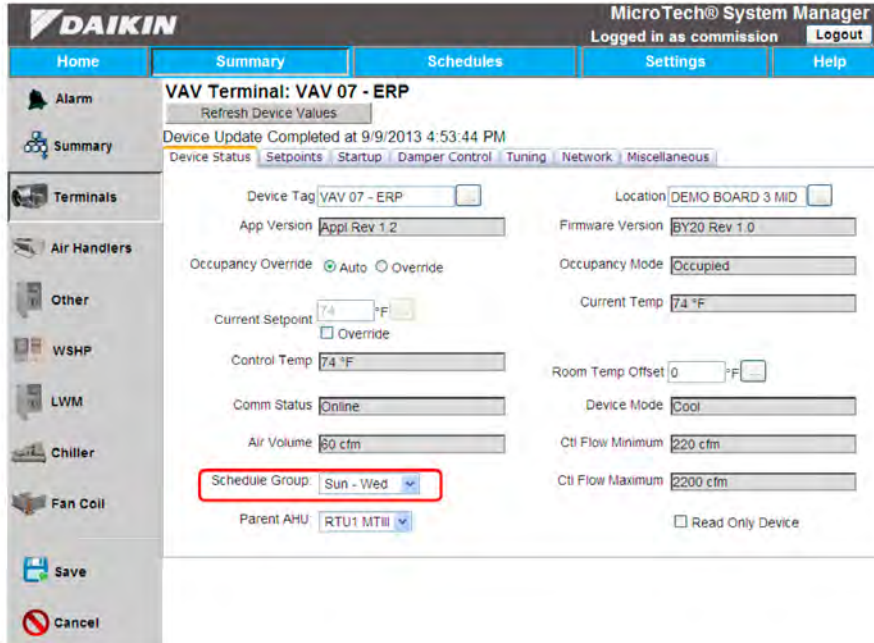 DAIKIN
MicroTech® System Manager
Logged in as commission Logout
Home Summary Schedules Settings Help
Alarm
Summary
Terminals
Air Handlers
Other
WSHP
LWM
Chiller
Fan Coil
Save
Cancel
VAV Terminal: VAV 07 - ERP
Refresh Device Values
Device Update Completed at 9/9/2013 4:53:44 PM
Device Status Setpoints Startup Damper Control Tuning Network Miscellaneous
Device Tag VAV 07 - ERP ... Location DEMO BOARD 3 MID ...
App Version Appl Rev 1.2 Firmware Version BY20 Rev 1.0
Occupancy Override Auto Override Occupancy Mode Occupied
Current Setpoint 74 °F ... Current Temp 74 °F
Override
Control Temp 74 °F Room Temp Offset 0 °F ...
Comm Status Online Device Mode Cool
Air Volume 60 cfm Ctl Flow Minimum 220 cfm
Schedule Group: Sun - Wed Ctl Flow Maximum 2200 cfm
Parent AHU: RTU1 MTIII Read Only Device